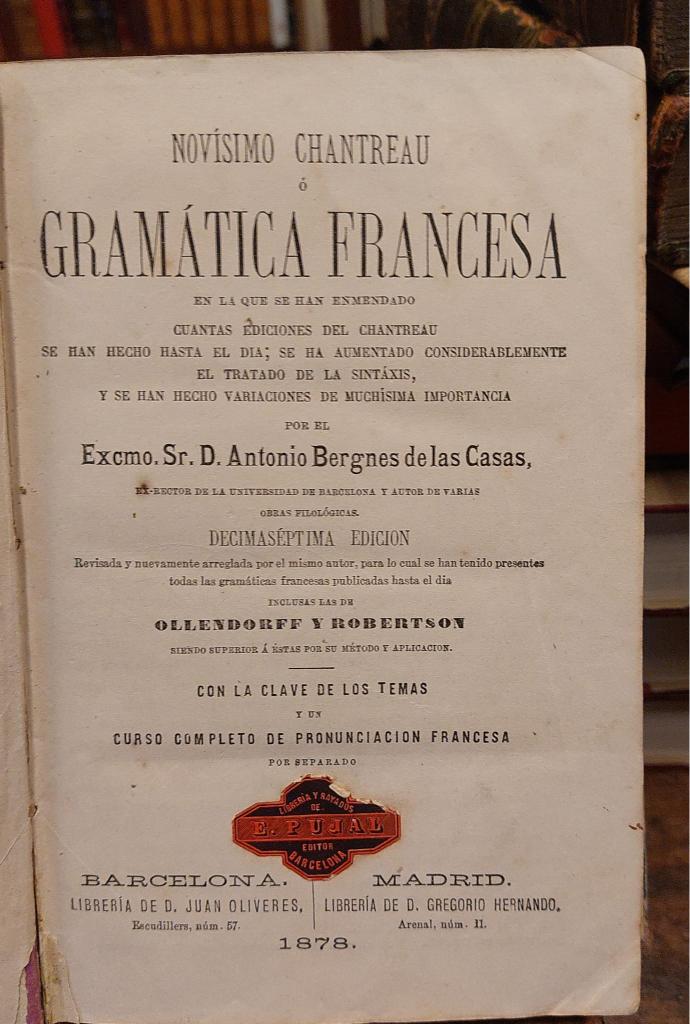 NOVÍSIMO CHANTREAU
ó
GRAMÁTICA FRANCESA
EN LA QUE SE HAN ENMENDADO
CUANTAS EDICIONES DEL CHANTREAU
SE HAN HECHO HASTA EL DIA; SE HA AUMENTADO CONSIDERABLEMENTE
EL TRATADO DE LA SINTÁXIS,
Y SE HAN HECHO VARIACIONES DE MUCHÍSIMA IMPORTANCIA
POR EL
Excmo. Sr. D. Antonio Bergnes de las Casas,
EX-RECTOR DE LA UNIVERSIDAD DE BARCELONA Y AUTOR DE VARIAS
OBRAS FILOLÓGICAS.
DECIMASÉPTIMA EDICION
Revisada y nuevamente arreglada por el mismo autor, para lo cual se han tenido presentes
todas las gramáticas francesas publicadas hasta el dia
INCLUSAS LAS DE
OLLENDORFF Y ROBERTSON
SIENDO SUPERIOR Á ÉSTAS POR SU MÉTODO Y APLICACION.
CON LA CLAVE DE LOS TEMAS
Y UN
CURSO COMPLETO DE PRONUNCIACION FRANCESA
POR SEPARADO
LIBRERÍA Y RAYADOS
DE
E. PUJAL
EDITOR
BARCELONA
BARCELONA.
LIBRERÍA DE D. JUAN OLIVERES,
Escudillers, núm. 57.
MADRID.
LIBRERÍA DE D. GREGORIO HERNANDO,
Arenal, núm. 11.
1878.